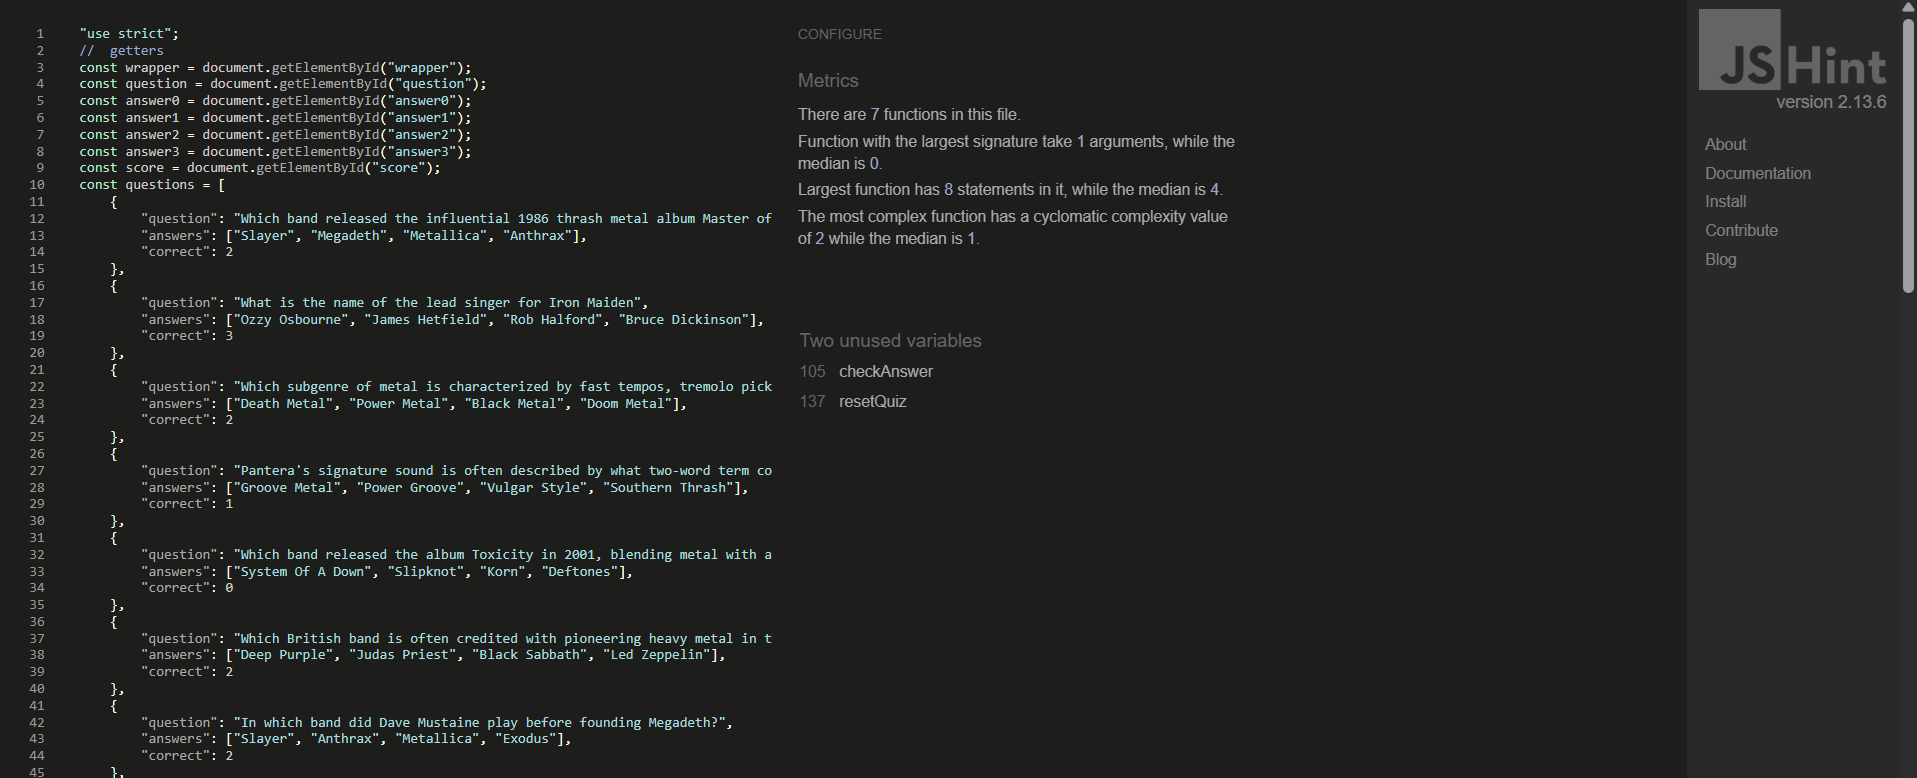 1 "use strict";
2 //  getters
3 const wrapper = document.getElementById("wrapper");
4 const question = document.getElementById("question");
5 const answer0 = document.getElementById("answer0");
6 const answer1 = document.getElementById("answer1");
7 const answer2 = document.getElementById("answer2");
8 const answer3 = document.getElementById("answer3");
9 const score = document.getElementById("score");
10 const questions = [
11 {
12 "question": "Which band released the influential 1986 thrash metal album Master of
13 "answers": ["Slayer", "Megadeth", "Metallica", "Anthrax"],
14 "correct": 2
15 },
16 {
17 "question": "What is the name of the lead singer for Iron Maiden",
18 "answers": ["Ozzy Osbourne", "James Hetfield", "Rob Halford", "Bruce Dickinson"],
19 "correct": 3
20 },
21 {
22 "question": "Which subgenre of metal is characterized by fast tempos, tremolo pick
23 "answers": ["Death Metal", "Power Metal", "Black Metal", "Doom Metal"],
24 "correct": 2
25 },
26 {
27 "question": "Pantera's signature sound is often described by what two-word term co
28 "answers": ["Groove Metal", "Power Groove", "Vulgar Style", "Southern Thrash"],
29 "correct": 1
30 },
31 {
32 "question": "Which band released the album Toxicity in 2001, blending metal with a
33 "answers": ["System Of A Down", "Slipknot", "Korn", "Deftones"],
34 "correct": 0
35 },
36 {
37 "question": "Which British band is often credited with pioneering heavy metal in t
38 "answers": ["Deep Purple", "Judas Priest", "Black Sabbath", "Led Zeppelin"],
39 "correct": 2
40 },
41 {
42 "question": "In which band did Dave Mustaine play before founding Megadeth?",
43 "answers": ["Slayer", "Anthrax", "Metallica", "Exodus"],
44 "correct": 2
45 },
CONFIGURE
Metrics
There are 7 functions in this file.
Function with the largest signature take 1 arguments, while the
median is 0.
Largest function has 8 statements in it, while the median is 4.
The most complex function has a cyclomatic complexity value
of 2 while the median is 1.
Two unused variables
105 checkAnswer
137 resetQuiz
JSHint
version 2.13.6
About
Documentation
Install
Contribute
Blog